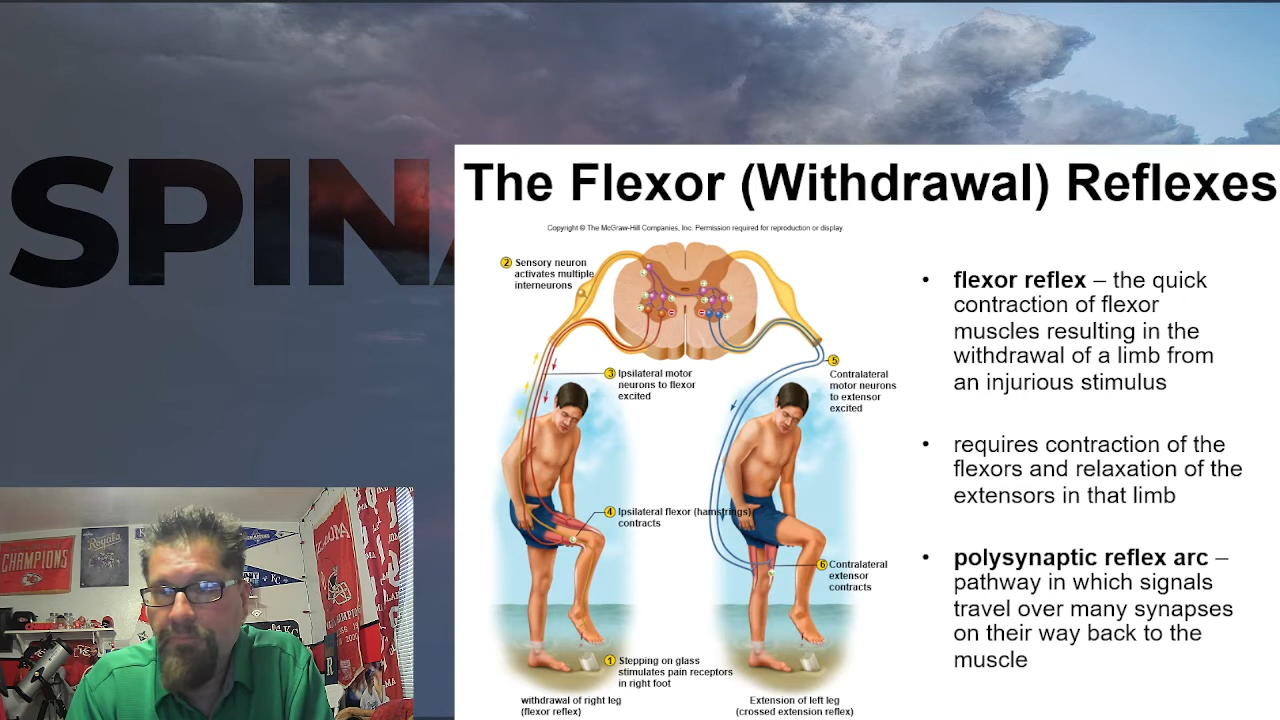 SPINA
The Flexor (Withdrawal) Reflexes
Copyright © The McGraw-Hill Companies, Inc. Permission required for reproduction or display.
2 Sensory neuron
activates multiple
interneurons
3 Ipsilateral motor
neurons to flexor
excited
5
Contralateral
motor neurons
to extensor
excited
4 Ipsilateral flexor (hamstrings)
contracts
6 Contralateral
extensor
contracts
1 Stepping on glass
stimulates pain receptors
in right foot
withdrawal of right leg
(flexor reflex)
Extension of left leg
(crossed extension reflex)
• flexor reflex – the quick
contraction of flexor
muscles resulting in the
withdrawal of a limb from
an injurious stimulus
• requires contraction of the
flexors and relaxation of the
extensors in that limb
• polysynaptic reflex arc –
pathway in which signals
travel over many synapses
on their way back to the
muscle
CHAMPIONS
Royals
KC